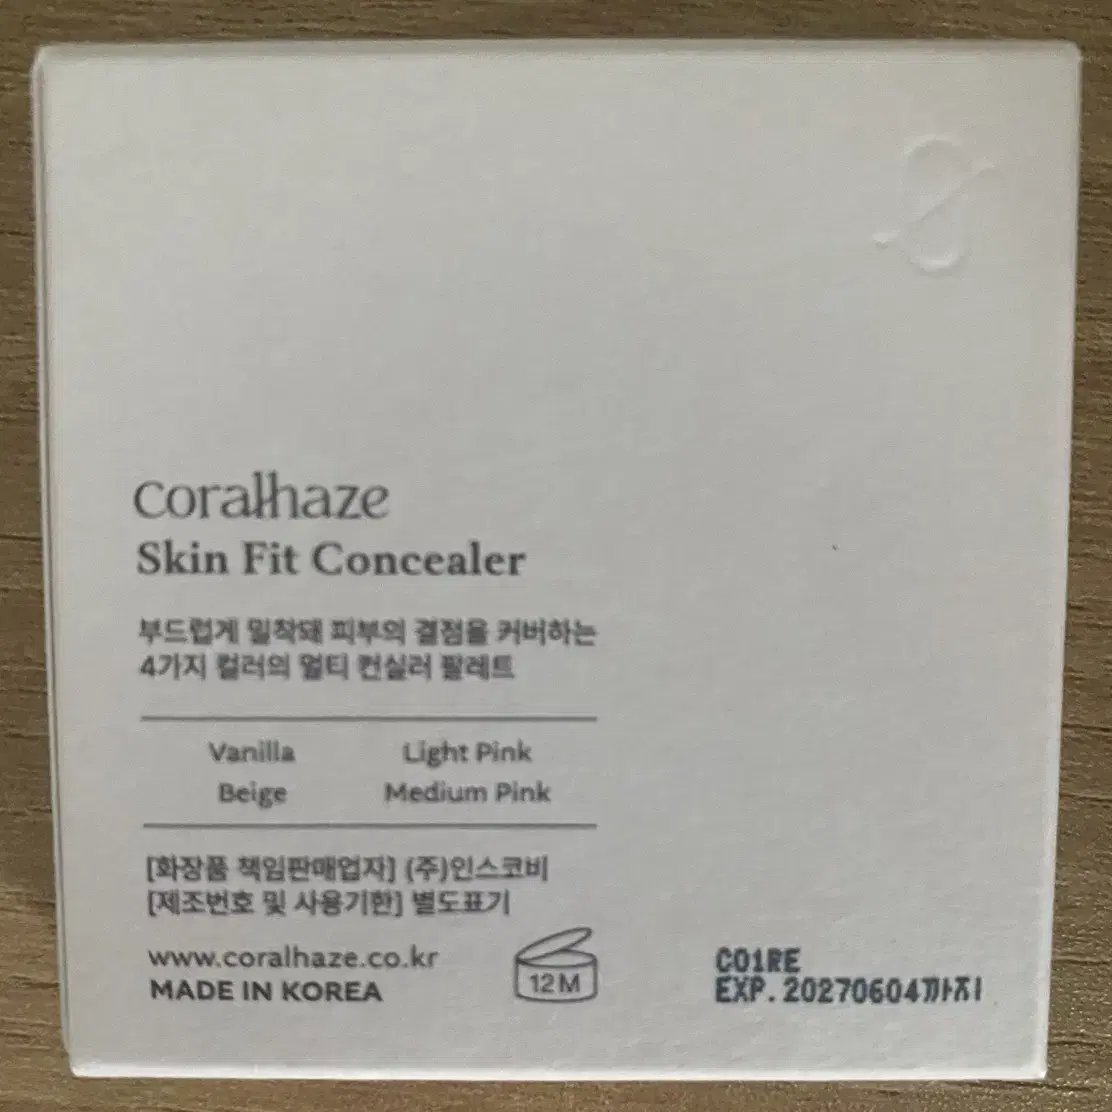 coralhaze
Skin Fit Concealer
부드럽게 밀착돼 피부의 결점을 커버하는
4가지 컬러의 멀티 컨실러 팔레트
Vanilla Light Pink
Beige Medium Pink
[화장품 책임판매업자] (주)인스코비
[제조번호 및 사용기한] 별도표기
www.coralhaze.co.kr
MADE IN KOREA
12M
C01RE
EXP. 20270604까지